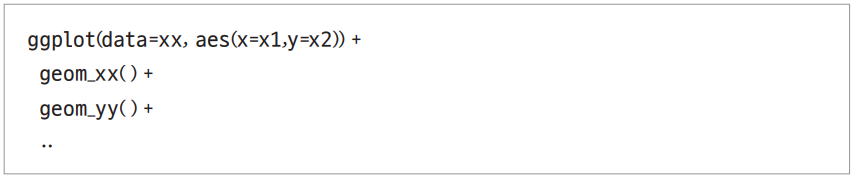 ggplot(data=xx, aes(x=x1,y=x2)) +
geom_xx( ) +
geom_yy( ) +
..